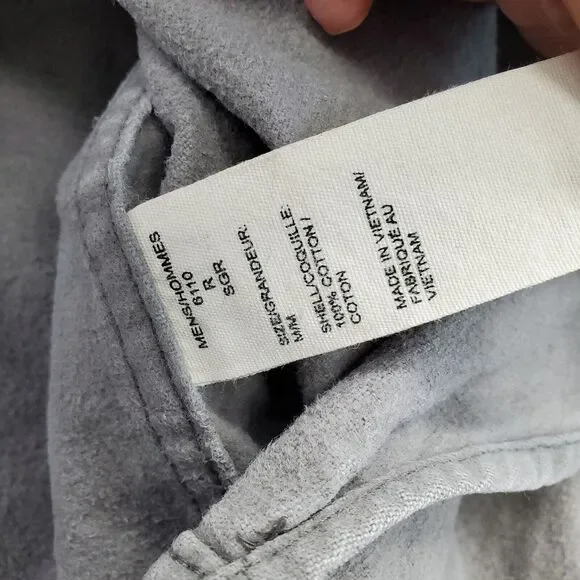 MENS/HOMMES
6110
R
SGR
SIZE/GRANDEUR:
M/M
SHELL/COQUILLE:
100% COTTON/
COTON
MADE IN VIETNAM/
FABRIQUÉ AU
VIETNAM